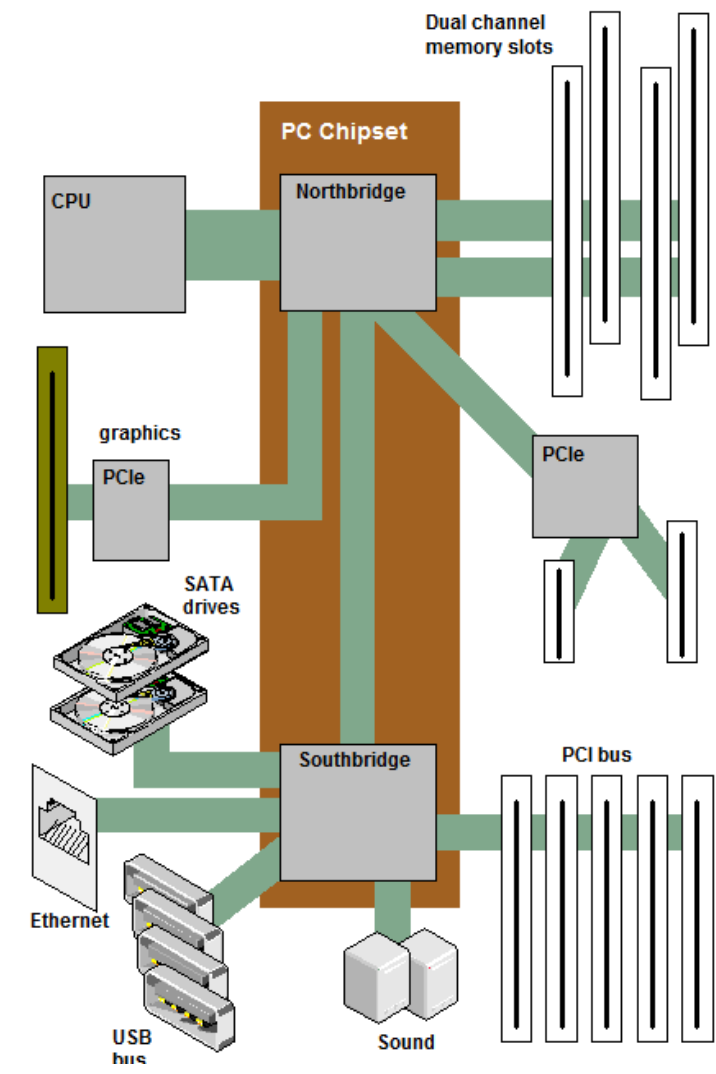 Dual channel
memory slots
PC Chipset
CPU
Northbridge
graphics
PCIe
PCIe
SATA
drives
Southbridge
PCI bus
Ethernet
USB
bus
Sound